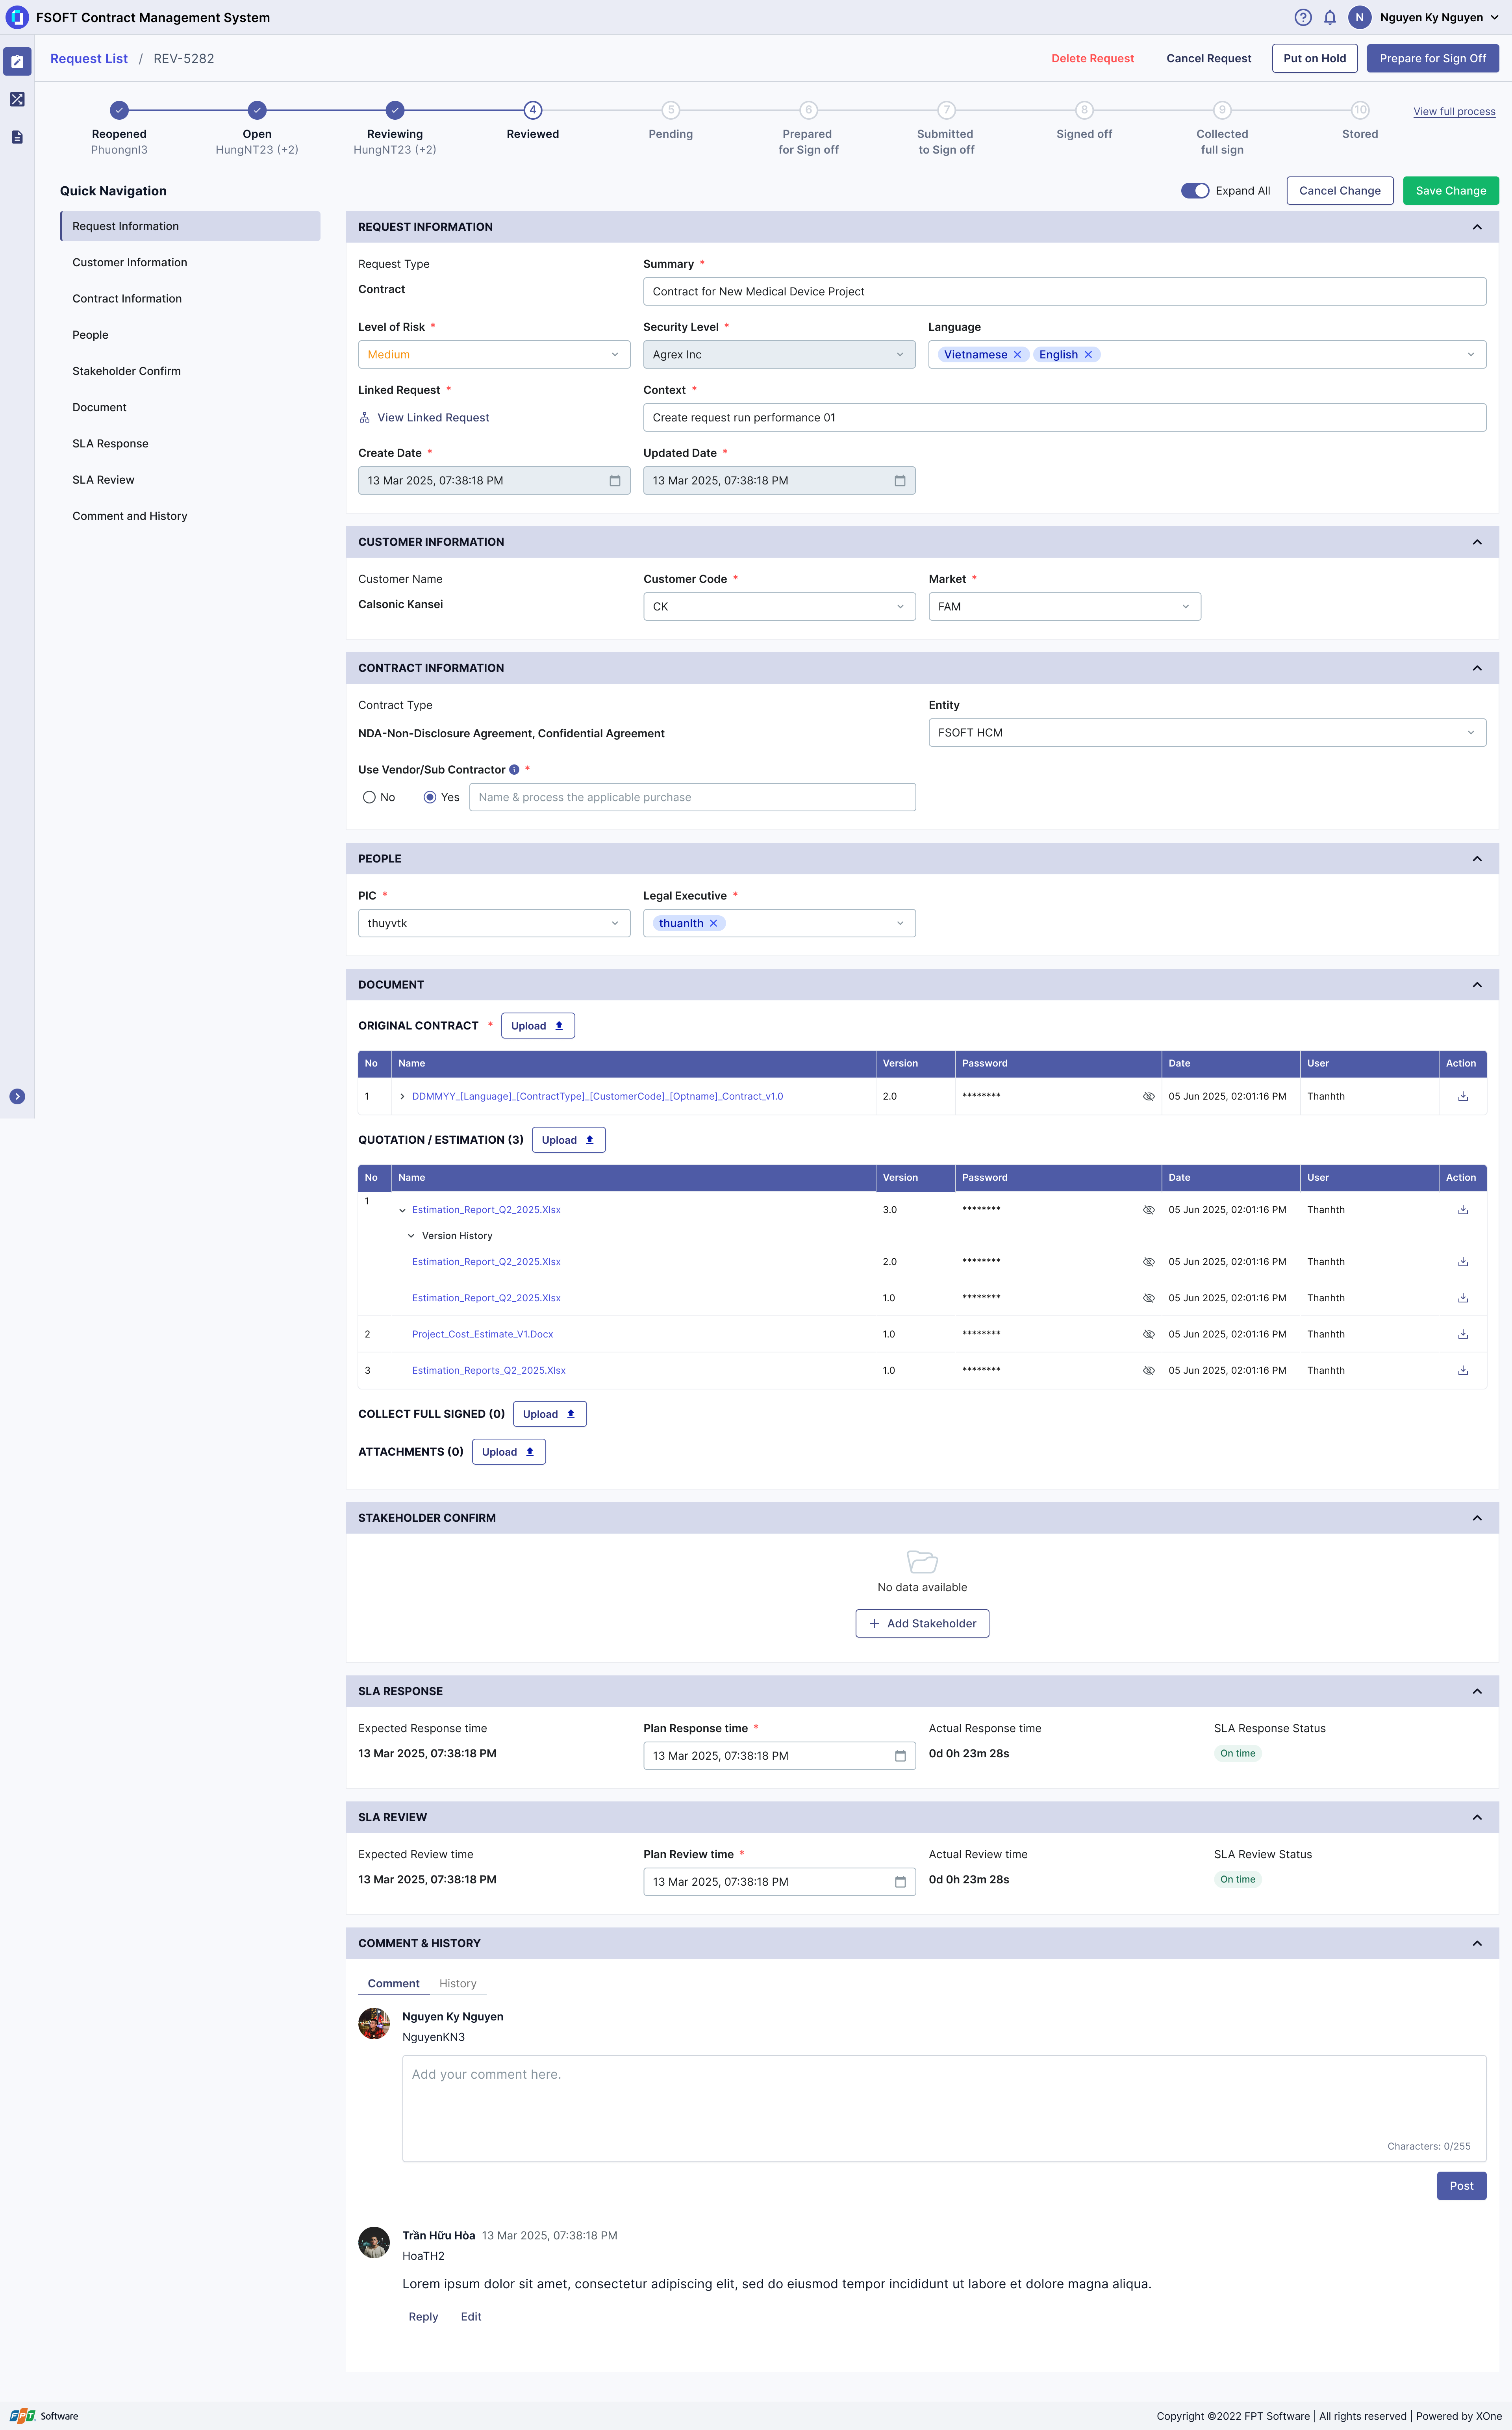 FSOFT Contract Management System
N
Nguyen Ky Nguyen
Request List / REV-5282
Delete Request
Cancel Request
Put on Hold
Prepare for Sign Off
4
5
6
7
8
9
10
Reopened
PhuongnI3
Open
HungNT23 (+2)
Reviewing
HungNT23 (+2)
Reviewed
Pending
Prepared
for Sign off
Submitted
to Sign off
Signed off
Collected
full sign
Stored
View full process
Quick Navigation
Request Information
Customer Information
Contract Information
People
Stakeholder Confirm
Document
SLA Response
SLA Review
Comment and History
Expand All
Cancel Change
Save Change
REQUEST INFORMATION
Request Type
Contract
Summary *
Contract for New Medical Device Project
Level of Risk *
Medium
Security Level *
Agrex Inc
Language
Vietnamese
English
Linked Request *
View Linked Request
Context *
Create request run performance 01
Create Date *
13 Mar 2025, 07:38:18 PM
Updated Date *
13 Mar 2025, 07:38:18 PM
CUSTOMER INFORMATION
Customer Name
Calsonic Kansei
Customer Code *
CK
Market *
FAM
CONTRACT INFORMATION
Contract Type
NDA-Non-Disclosure Agreement, Confidential Agreement
Entity
FSOFT HCM
Use Vendor/Sub Contractor *
No
Yes
Name & process the applicable purchase
PEOPLE
PIC *
thuyvtk
Legal Executive *
thuanlth
DOCUMENT
ORIGINAL CONTRACT * Upload
No Name Version Password Date User Action
1 DDMMYY_[Language]_[ContractType]_[CustomerCode]_[Optname]_Contract_v1.0 2.0 ******** 05 Jun 2025, 02:01:16 PM Thanhth
QUOTATION / ESTIMATION (3) Upload
No Name Version Password Date User Action
1 Estimation_Report_Q2_2025.Xlsx 3.0 ******** 05 Jun 2025, 02:01:16 PM Thanhth
Version History
Estimation_Report_Q2_2025.Xlsx 2.0 ******** 05 Jun 2025, 02:01:16 PM Thanhth
Estimation_Report_Q2_2025.Xlsx 1.0 ******** 05 Jun 2025, 02:01:16 PM Thanhth
2 Project_Cost_Estimate_V1.Docx 1.0 ******** 05 Jun 2025, 02:01:16 PM Thanhth
3 Estimation_Reports_Q2_2025.Xlsx 1.0 ******** 05 Jun 2025, 02:01:16 PM Thanhth
COLLECT FULL SIGNED (0) Upload
ATTACHMENTS (0) Upload
STAKEHOLDER CONFIRM
No data available
Add Stakeholder
SLA RESPONSE
Expected Response time
13 Mar 2025, 07:38:18 PM
Plan Response time *
13 Mar 2025, 07:38:18 PM
Actual Response time
0d 0h 23m 28s
SLA Response Status
On time
SLA REVIEW
Expected Review time
13 Mar 2025, 07:38:18 PM
Plan Review time *
13 Mar 2025, 07:38:18 PM
Actual Review time
0d 0h 23m 28s
SLA Review Status
On time
COMMENT & HISTORY
Comment
History
Nguyen Ky Nguyen
NguyenKN3
Add your comment here.
Characters: 0/255
Post
Trần Hữu Hòa 13 Mar 2025, 07:38:18 PM
HoaTH2
Lorem ipsum dolor sit amet, consectetur adipiscing elit, sed do eiusmod tempor incididunt ut labore et dolore magna aliqua.
Reply
Edit
FPT Software
Copyright ©2022 FPT Software | All rights reserved | Powered by XOne